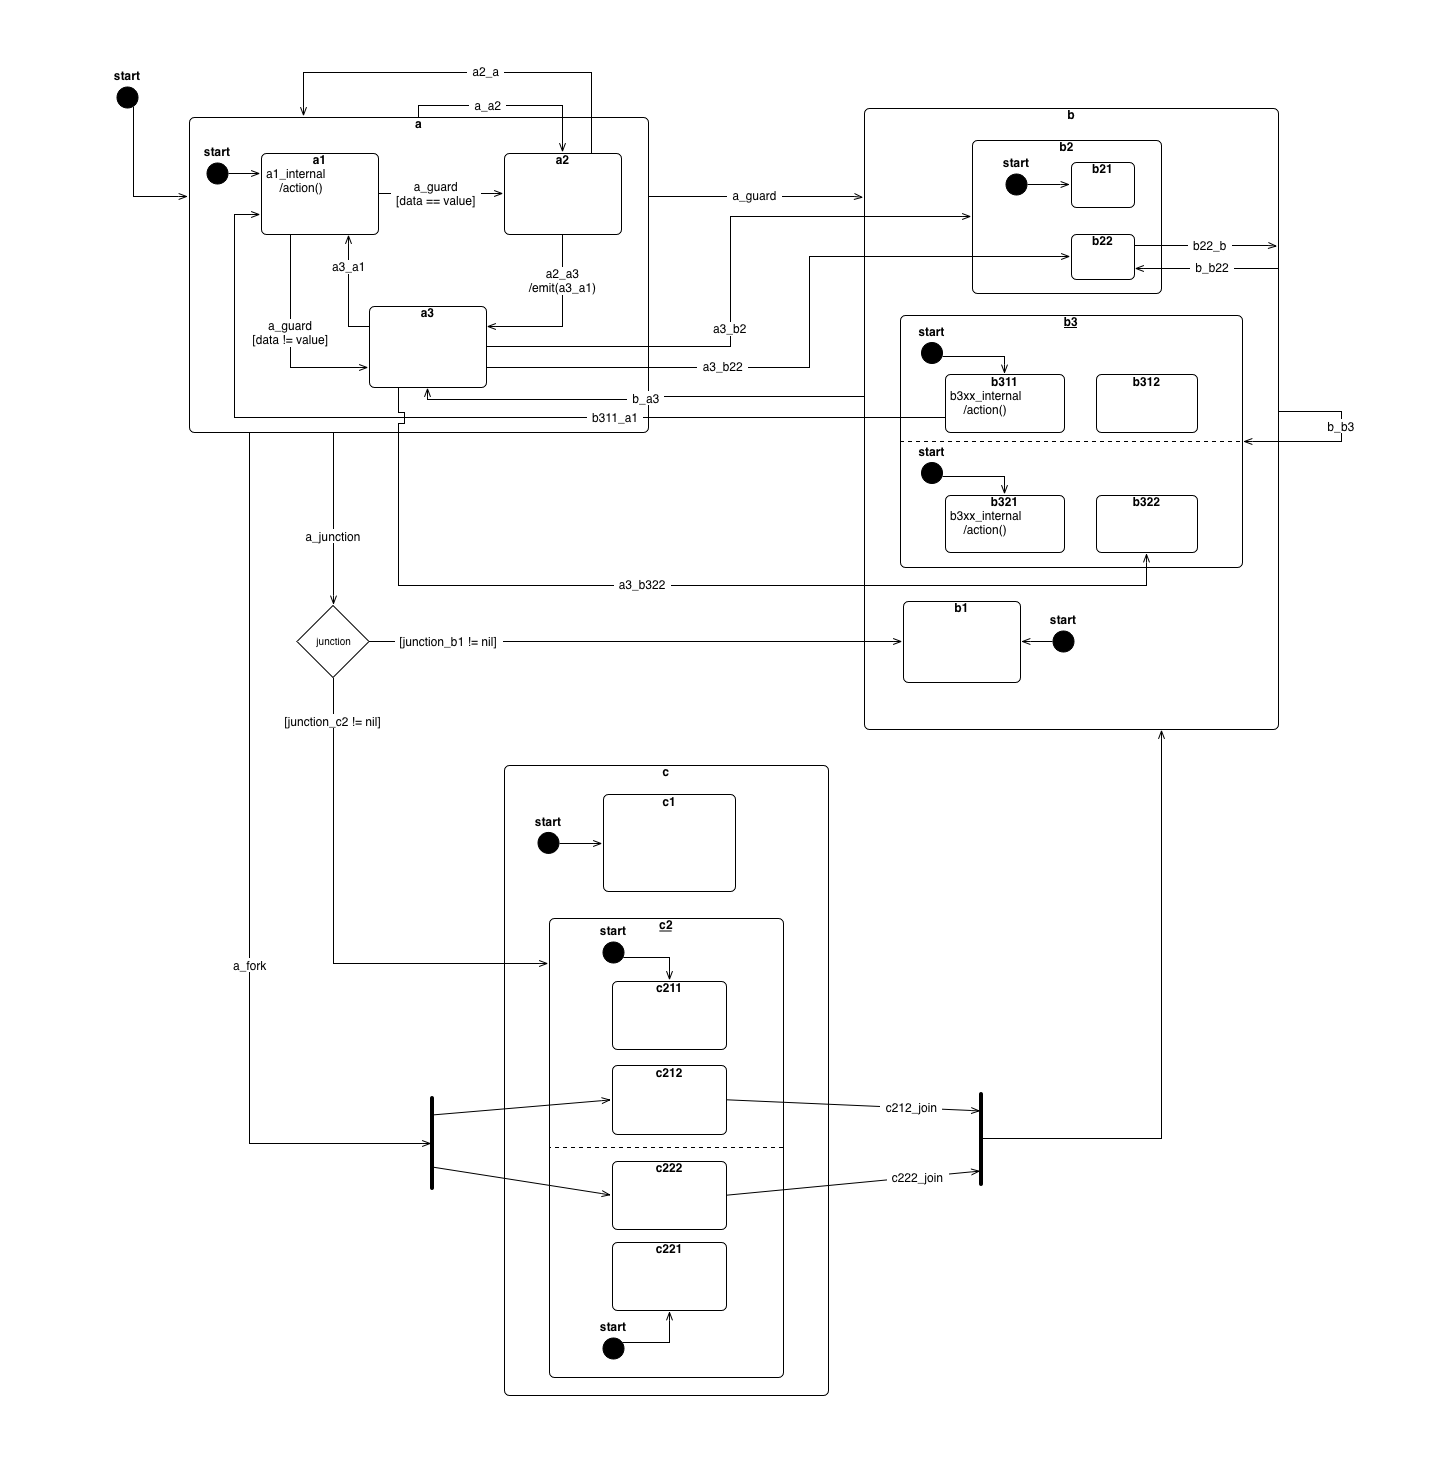 start
a2_a
a_a2
a
b
start
a1
a1_internal
/action()
a_guard
[data == value]
a2
a_guard
b2
start
b21
b22
b22_b
b_b22
a3_a1
a2_a3
/emit(a3_a1)
a3
a_guard
[data != value]
a3_b2
a3_b22
b3
start
b311
b3xx_internal
/action()
b312
b_a3
b311_a1
b_b3
start
b321
b3xx_internal
/action()
b322
a_junction
a3_b322
b1
start
junction
[junction_b1 != nil]
[junction_c2 != nil]
c
c1
start
c2
start
a_fork
c211
c212
c212_join
c222
c222_join
c221
start